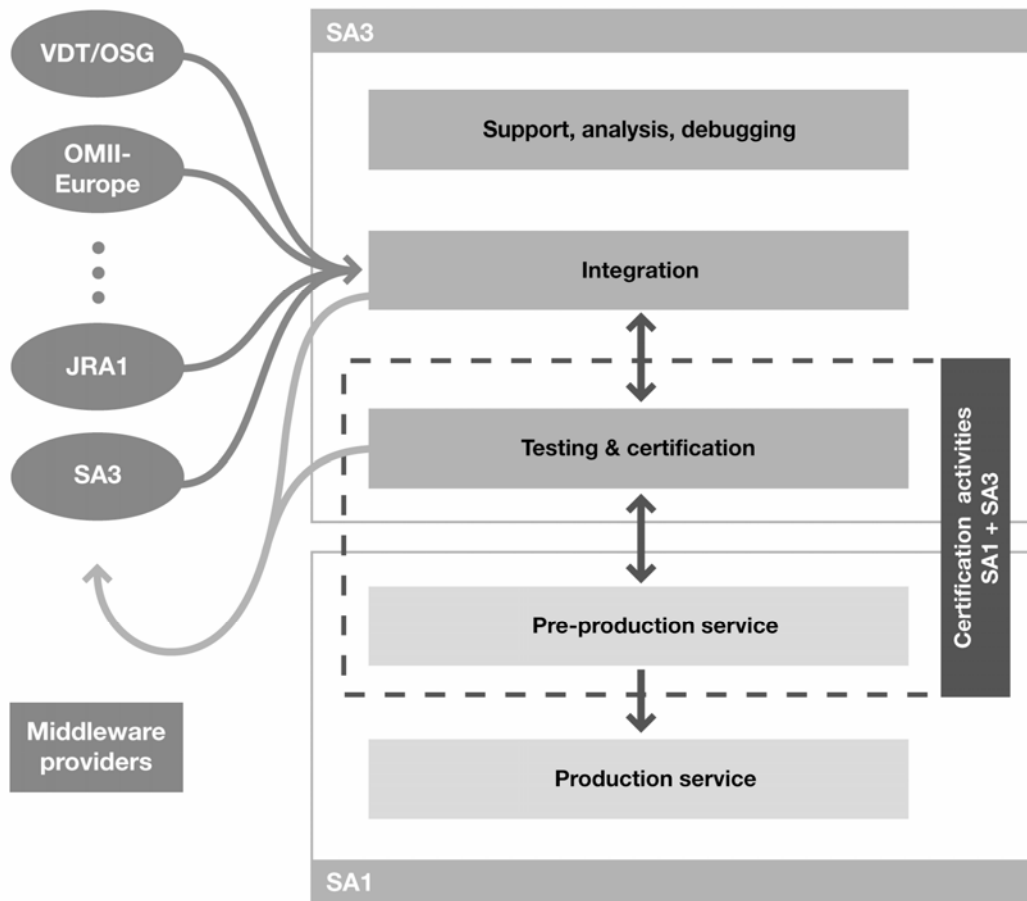 VDT/OSG
OMII-
Europe
JRA1
SA3
Middleware
providers
SA3
Support, analysis, debugging
Integration
Testing & certification
Pre-production service
Production service
SA1
Certification activities
SA1 + SA3